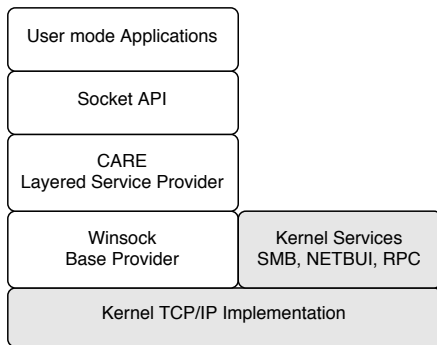 User mode Applications
Socket API
CARE
Layered Service Provider
Winsock
Base Provider
Kernel Services
SMB, NETBUI, RPC
Kernel TCP/IP Implementation